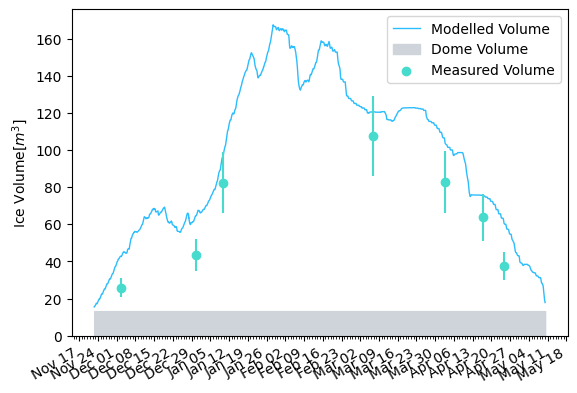 Ice Volume[m³]
160
140
120
100
80
60
40
20
0
Modelled Volume
Dome Volume
Measured Volume
Nov 17
Nov 24
Dec 01
Dec 08
Dec 15
Dec 22
Dec 29
Jan 05
Jan 12
Jan 19
Jan 26
Feb 02
Feb 09
Feb 16
Feb 23
Mar 02
Mar 09
Mar 16
Mar 23
Mar 30
Apr 06
Apr 13
Apr 20
Apr 27
May 04
May 11
May 18